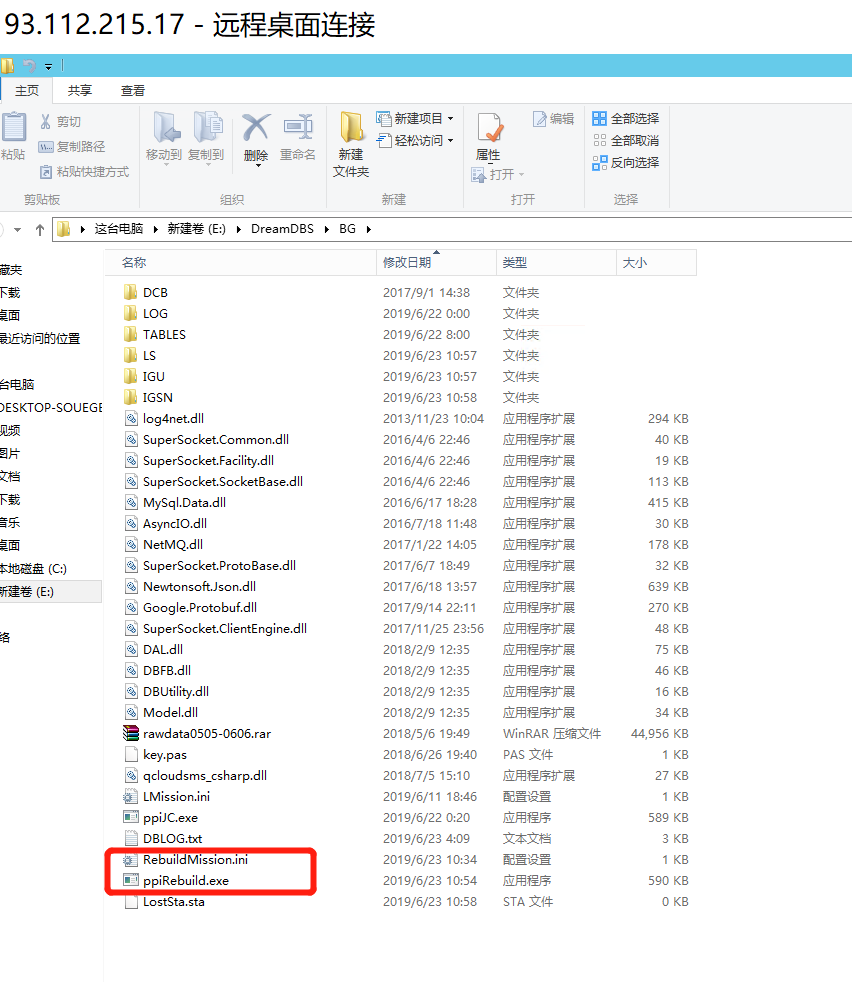 93.112.215.17 - 远程桌面连接
主页 共享 查看
粘贴 剪切 复制路径 粘贴快捷方式
剪贴板
移动到 复制到 删除 重命名
组织
新建文件夹 新建项目 轻松访问
新建
属性 打开 编辑
打开
全部选择 全部取消 反向选择
选择
这台电脑 新建卷 (E:) DreamDBS BG
藏夹
下载
桌面
最近访问的位置
台电脑
DESKTOP-SOUEGE
视频
图片
文档
下载
音乐
桌面
本地磁盘 (C:)
新建卷 (E:)
络
名称 修改日期 类型 大小
DCB 2017/9/1 14:38 文件夹
LOG 2019/6/22 0:00 文件夹
TABLES 2019/6/22 8:00 文件夹
LS 2019/6/23 10:57 文件夹
IGU 2019/6/23 10:57 文件夹
IGSN 2019/6/23 10:58 文件夹
log4net.dll 2013/11/23 10:04 应用程序扩展 294 KB
SuperSocket.Common.dll 2016/4/6 22:46 应用程序扩展 40 KB
SuperSocket.Facility.dll 2016/4/6 22:46 应用程序扩展 19 KB
SuperSocket.SocketBase.dll 2016/4/6 22:46 应用程序扩展 113 KB
MySql.Data.dll 2016/6/17 18:28 应用程序扩展 415 KB
AsyncIO.dll 2016/7/18 11:48 应用程序扩展 30 KB
NetMQ.dll 2017/1/22 14:05 应用程序扩展 178 KB
SuperSocket.ProtoBase.dll 2017/6/7 18:49 应用程序扩展 32 KB
Newtonsoft.Json.dll 2017/6/18 13:57 应用程序扩展 639 KB
Google.Protobuf.dll 2017/9/14 22:11 应用程序扩展 270 KB
SuperSocket.ClientEngine.dll 2017/11/25 23:56 应用程序扩展 48 KB
DAL.dll 2018/2/9 12:35 应用程序扩展 75 KB
DBFB.dll 2018/2/9 12:35 应用程序扩展 46 KB
DBUtility.dll 2018/2/9 12:35 应用程序扩展 16 KB
Model.dll 2018/2/9 12:35 应用程序扩展 34 KB
rawdata0505-0606.rar 2018/5/6 19:49 WinRAR 压缩文件 44,956 KB
key.pas 2018/6/26 19:40 PAS 文件 1 KB
qcloudsms_csharp.dll 2018/7/5 15:10 应用程序扩展 27 KB
LMission.ini 2019/6/11 18:46 配置设置 1 KB
ppiJC.exe 2019/6/22 0:20 应用程序 589 KB
DBLOG.txt 2019/6/23 4:09 文本文档 3 KB
RebuildMission.ini 2019/6/23 10:34 配置设置 1 KB
ppiRebuild.exe 2019/6/23 10:54 应用程序 590 KB
LostSta.sta 2019/6/23 10:58 STA 文件 0 KB